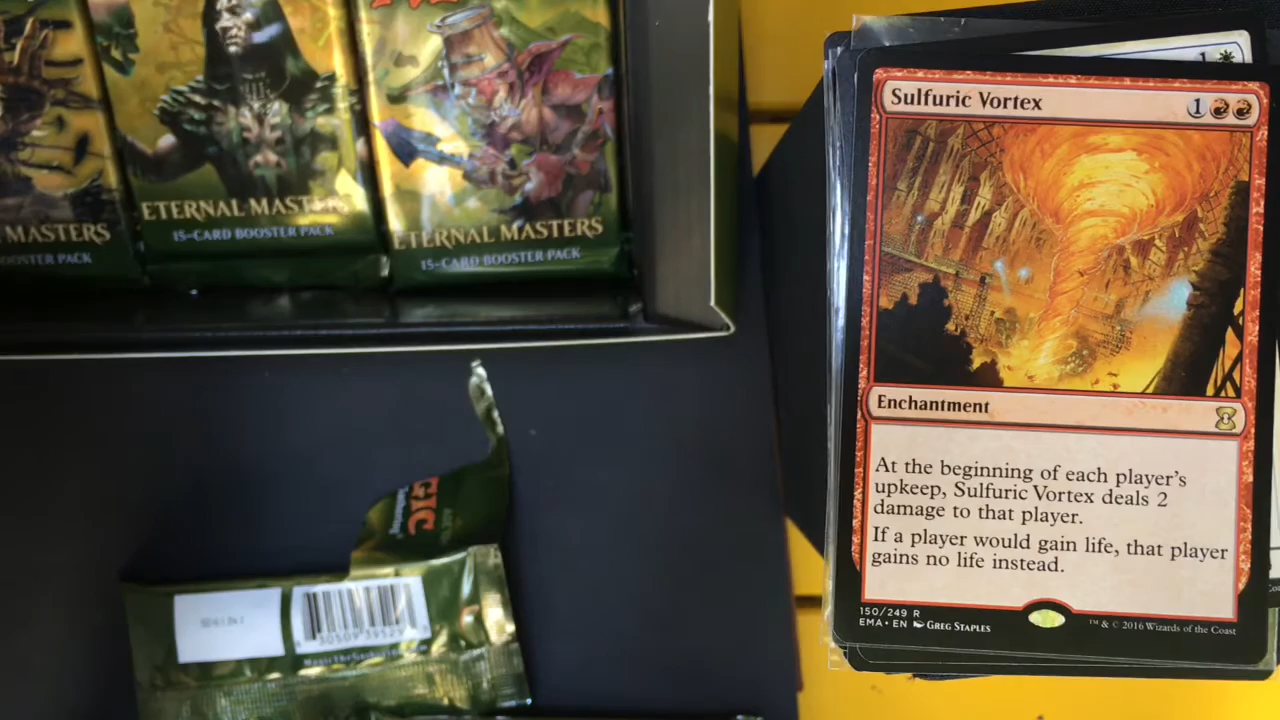 MASTERS
BOOSTER PACK
ETERNAL MASTERS
15-CARD BOOSTER PACK
ETERNAL MASTERS
15-CARD BOOSTER PACK
1
Sulfuric Vortex 1
Enchantment
At the beginning of each player's
upkeep, Sulfuric Vortex deals 2
damage to that player.
If a player would gain life, that player
gains no life instead.
150/249 R
EMA • EN GREG STAPLES
™ & © 2016 Wizards of the Coast